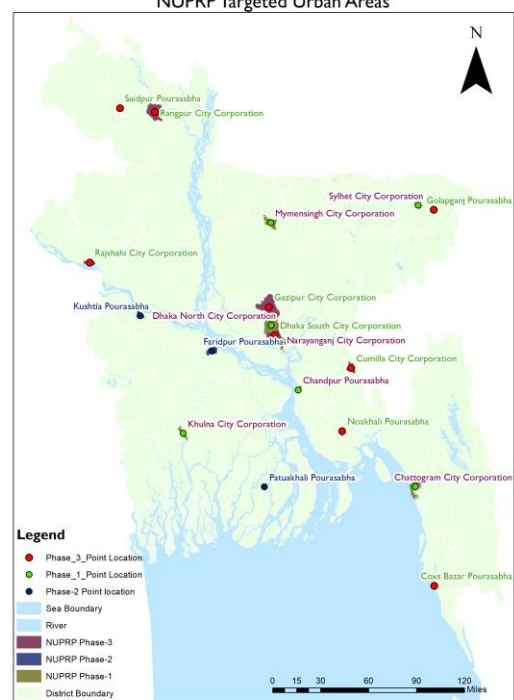 NUPRP Targeted Urban Areas
N
Saidpur Pourasabha
Rangpur City Corporation
Sylhet City Corporation
Golapganj Pourasabha
Mymensingh City Corporation
Rajshahi City Corporation
Gazipur City Corporation
Kushtia Pourasabha
Dhaka North City Corporation
Dhaka South City Corporation
Faridpur Pourasabha
Narayanganj City Corporation
Cumilla City Corporation
Chandpur Pourasabha
Khulna City Corporation
Noakhali Pourasabha
Patuakhali Pourasabha
Chattogram City Corporation
Coxs Bazar Pourasabha
Legend
Phase_3_Point Location
Phase_1_Point Location
Phase-2 Point location
Sea Boundary
River
NUPRP Phase-3
NUPRP Phase-2
NUPRP Phase-1
District Boundary
0 15 30 60 90 120
Miles